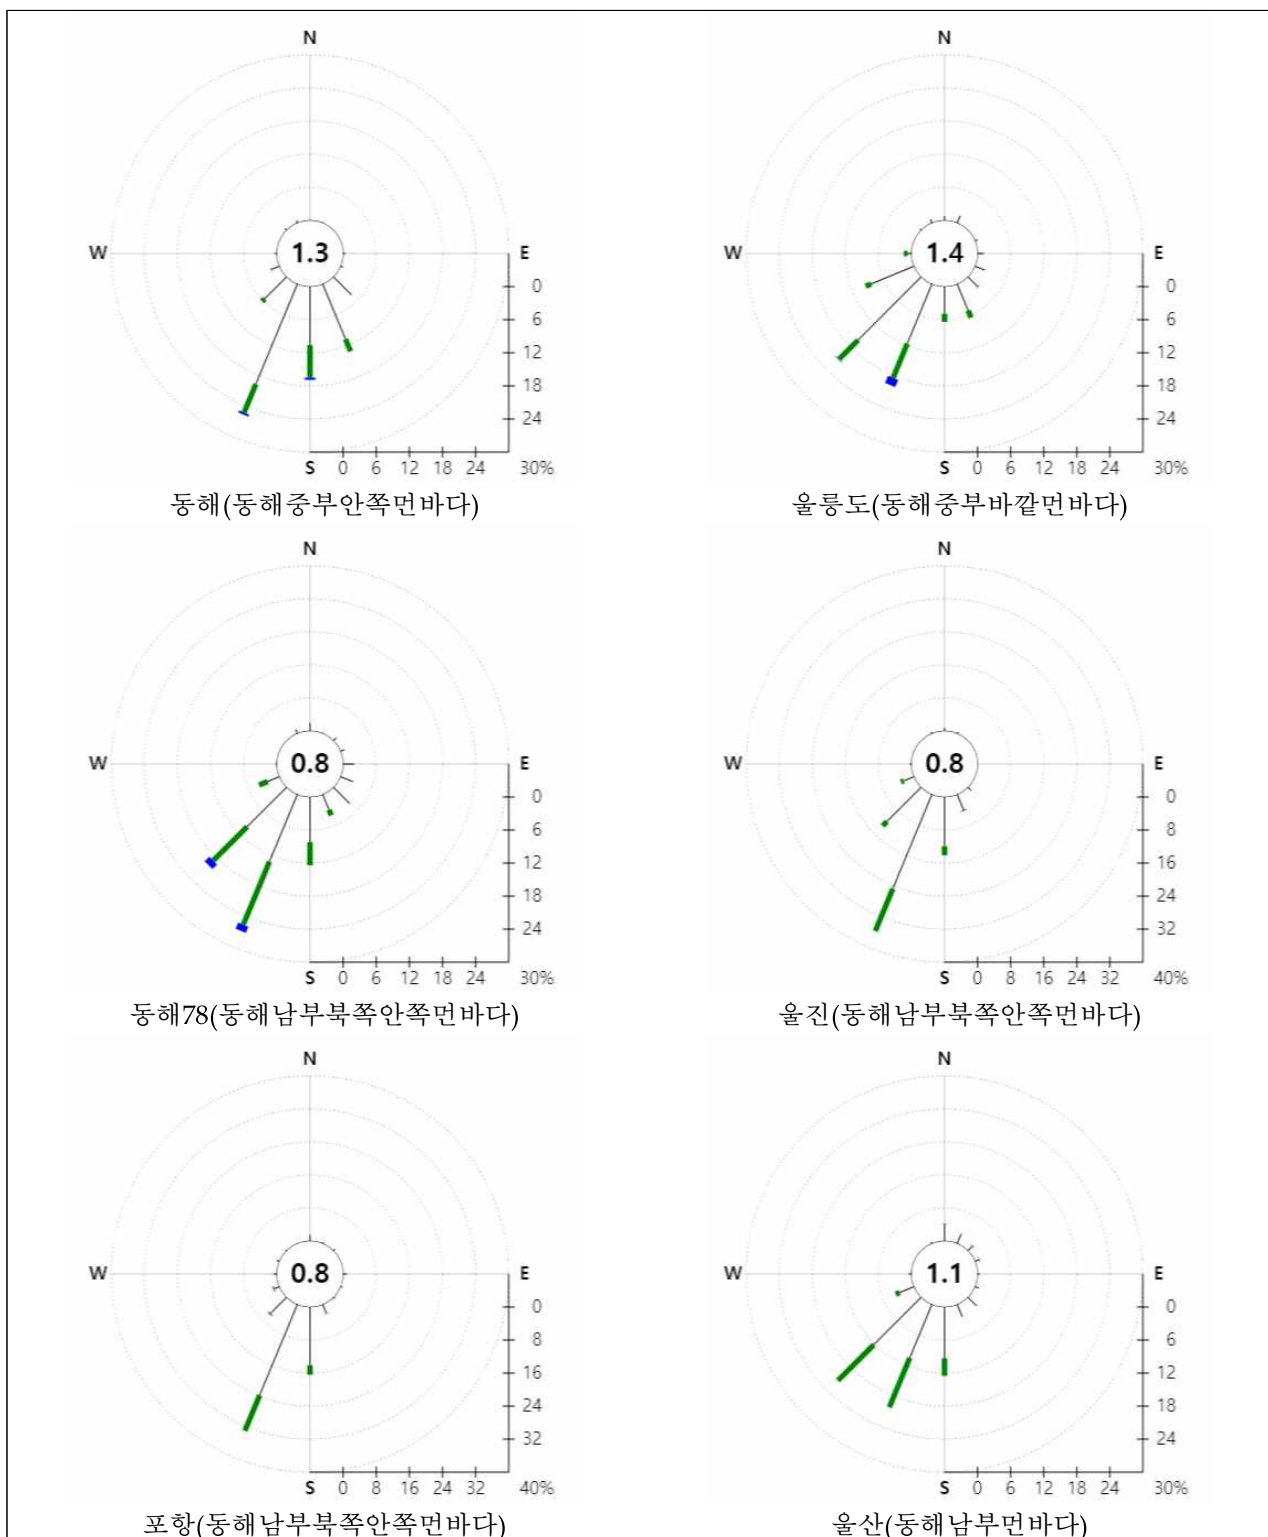 N N
1.3 1.4
W E W E
0 0
6 6
12 12
18 18
24 24
S 0 6 12 18 24 30% S 0 6 12 18 24 30%
동해(동해중부안쪽먼바다) 울릉도(동해중부바깥먼바다)
N N
0.8 0.8
W E W E
0 0
6 8
12 16
18 24
24 32
S 0 6 12 18 24 30% S 0 8 16 24 32 40%
동해78(동해남부북쪽안쪽먼바다) 울진(동해남부북쪽안쪽먼바다)
N N
0.8 1.1
W E W E
0 0
8 6
16 12
24 18
32 24
S 0 8 16 24 32 40% S 0 6 12 18 24 30%
포항(동해남부북쪽안쪽먼바다) 울산(동해남부먼바다)